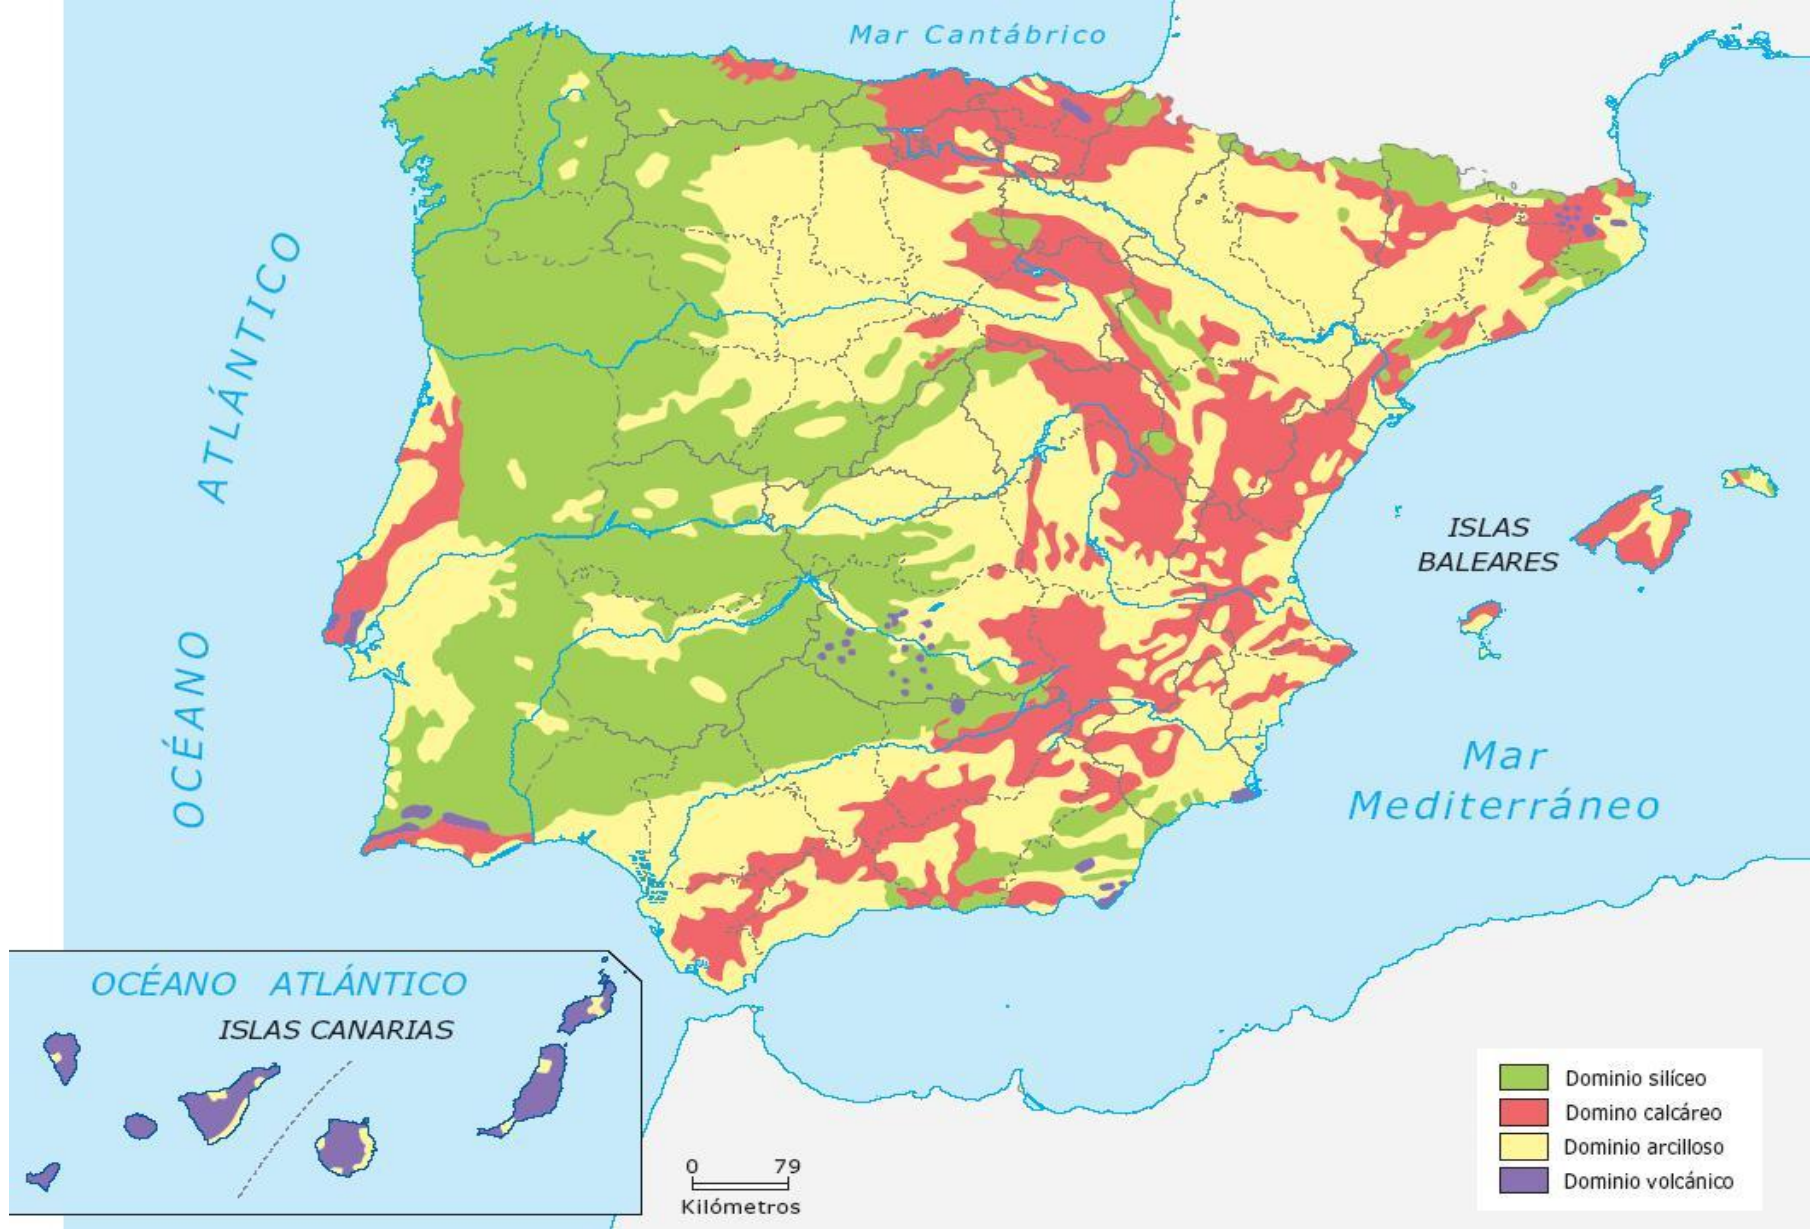 Mar Cantábrico
OCÉANO ATLÁNTICO
ISLAS
BALEARES
Mar
Mediterráneo
OCÉANO ATLÁNTICO
ISLAS CANARIAS
0 79
Kilómetros
Dominio silíceo
Domino calcáreo
Dominio arcilloso
Dominio volcánico